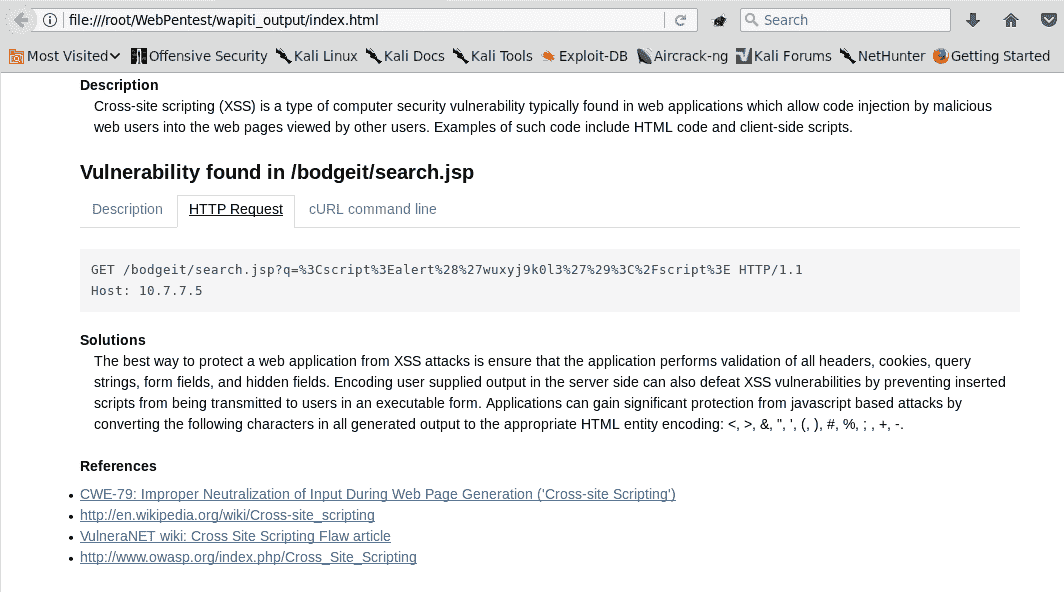 file:///root/WebPentest/wapiti_output/index.html
Search
Most Visited
Offensive Security
Kali Linux
Kali Docs
Kali Tools
Exploit-DB
Aircrack-ng
Kali Forums
NetHunter
Getting Started
Description
Cross-site scripting (XSS) is a type of computer security vulnerability typically found in web applications which allow code injection by malicious
web users into the web pages viewed by other users. Examples of such code include HTML code and client-side scripts.
Vulnerability found in /bodgeit/search.jsp
Description
HTTP Request
cURL command line
GET /bodgeit/search.jsp?q=%3Cscript%3Ealert%28%27wuxyj9k0l3%27%29%3C%2Fscript%3E HTTP/1.1
Host: 10.7.7.5
Solutions
The best way to protect a web application from XSS attacks is ensure that the application performs validation of all headers, cookies, query
strings, form fields, and hidden fields. Encoding user supplied output in the server side can also defeat XSS vulnerabilities by preventing inserted
scripts from being transmitted to users in an executable form. Applications can gain significant protection from javascript based attacks by
converting the following characters in all generated output to the appropriate HTML entity encoding: <, >, &, ", ', (, ), #, %, ; , +, -.
References
• CWE-79: Improper Neutralization of Input During Web Page Generation ('Cross-site Scripting')
• http://en.wikipedia.org/wiki/Cross-site_scripting
• VulneraNET wiki: Cross Site Scripting Flaw article
• http://www.owasp.org/index.php/Cross_Site_Scripting